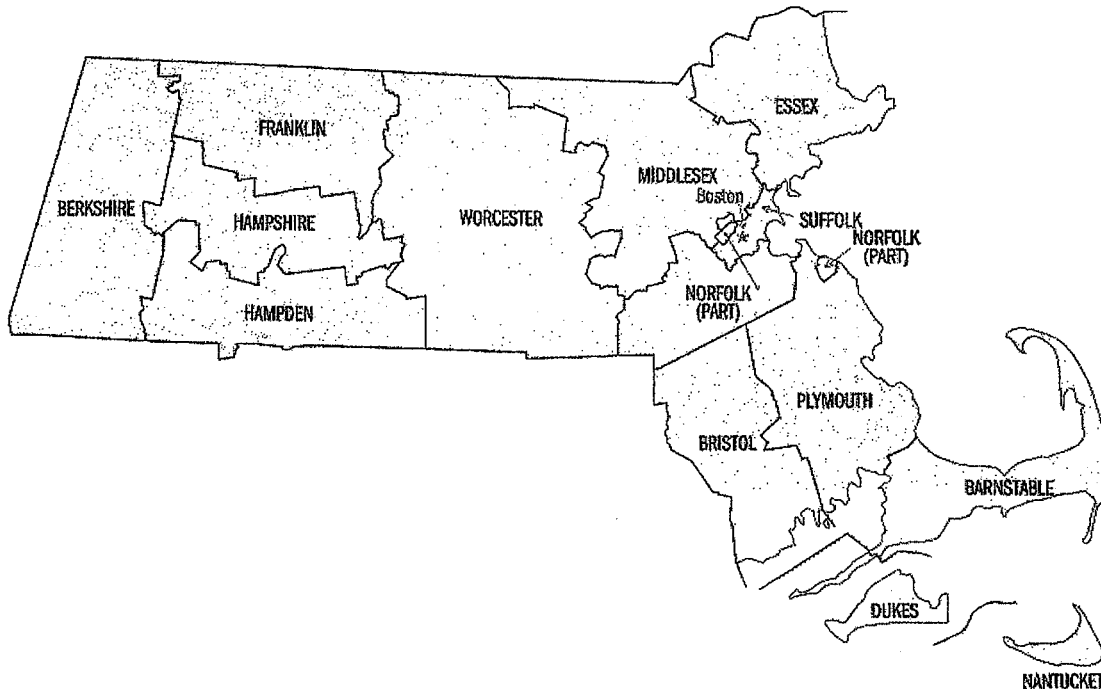 ESSEX
FRANKLIN
MIDDLESEX
Boston
BERKSHIRE
HAMPSHIRE
WORCESTER
SUFFOLK
NORFOLK
(PART)
NORFOLK
(PART)
HAMPDEN
PLYMOUTH
BRISTOL
BARNSTABLE
DUKES
NANTUCKET